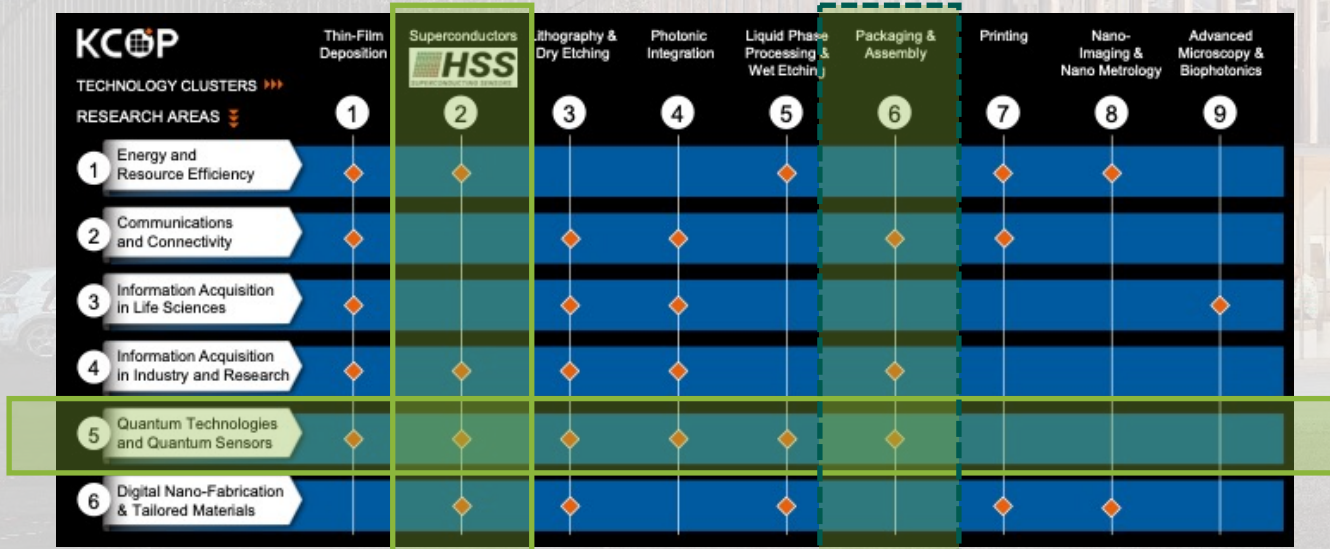 KCOP
TECHNOLOGY CLUSTERS
RESEARCH AREAS
Thin-Film
Deposition
Superconductors
HSS
SUPERCONDUCTING SENSORS
Lithography &
Dry Etching
Photonic
Integration
Liquid Phase
Processing &
Wet Etching
Packaging &
Assembly
Printing
Nano-
Imaging &
Nano Metrology
Advanced
Microscopy &
Biophotonics
1
2
3
4
5
6
7
8
9
1
Energy and
Resource Efficiency
2
Communications
and Connectivity
3
Information Acquisition
in Life Sciences
4
Information Acquisition
in Industry and Research
5
Quantum Technologies
and Quantum Sensors
6
Digital Nano-Fabrication
& Tailored Materials